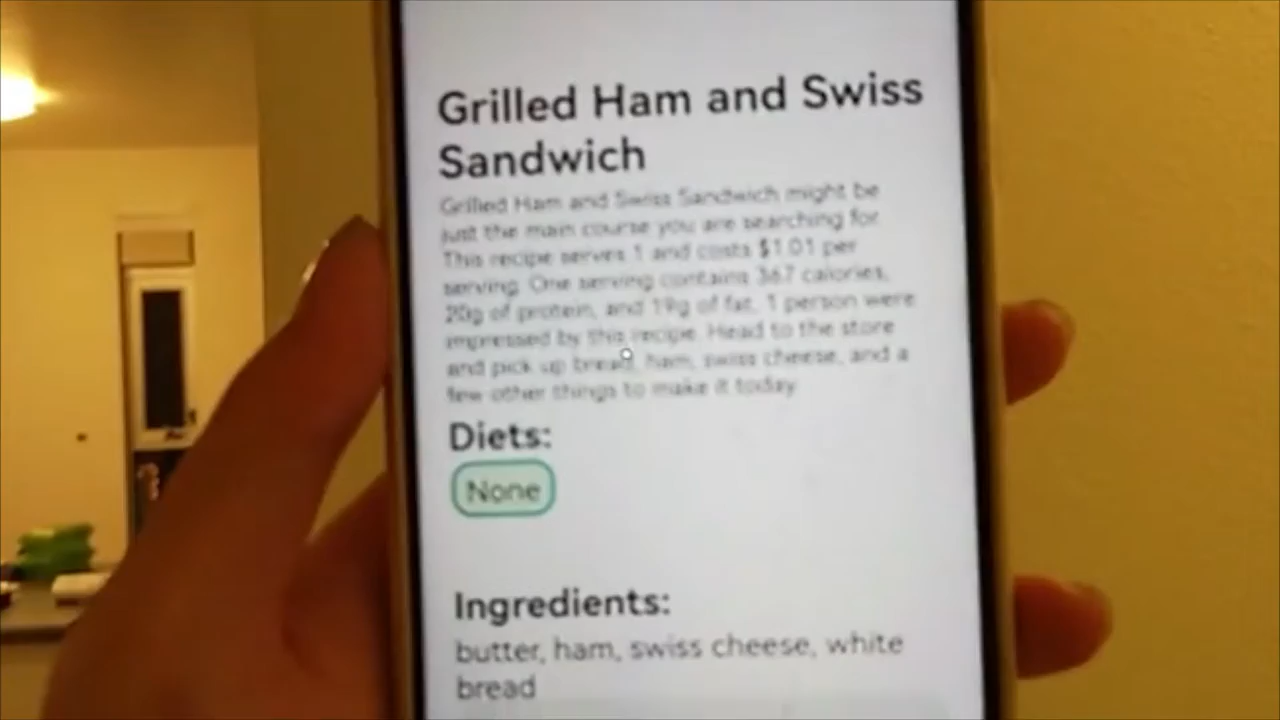 Grilled Ham and Swiss
Sandwich
Grilled Ham and Swiss Sandwich might be
just the main course you are searching for.
This recipe serves 1 and costs $1.01 per
serving. One serving contains 367 calories,
20g of protein, and 19g of fat. 1 person were
impressed by this recipe. Head to the store
and pick up bread, ham, swiss cheese, and a
few other things to make it today.
Diets:
None
Ingredients:
butter, ham, swiss cheese, white
bread